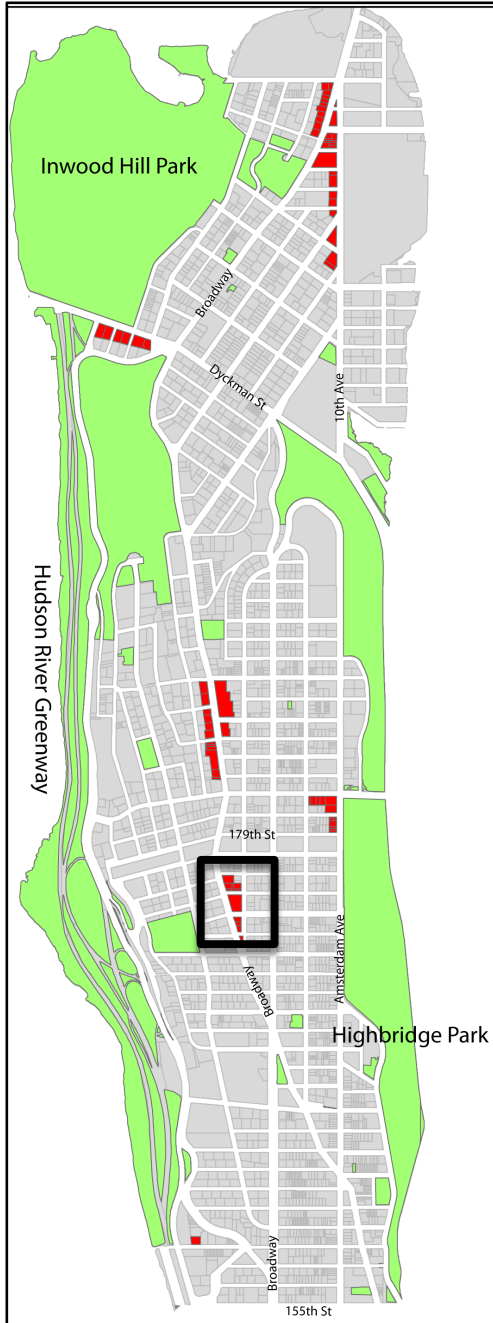 Inwood Hill Park
Broadway
Dyckman St
10th Ave
Hudson River Greenway
179th St
Amsterdam Ave
Broadway
Highbridge Park
Broadway
155th St